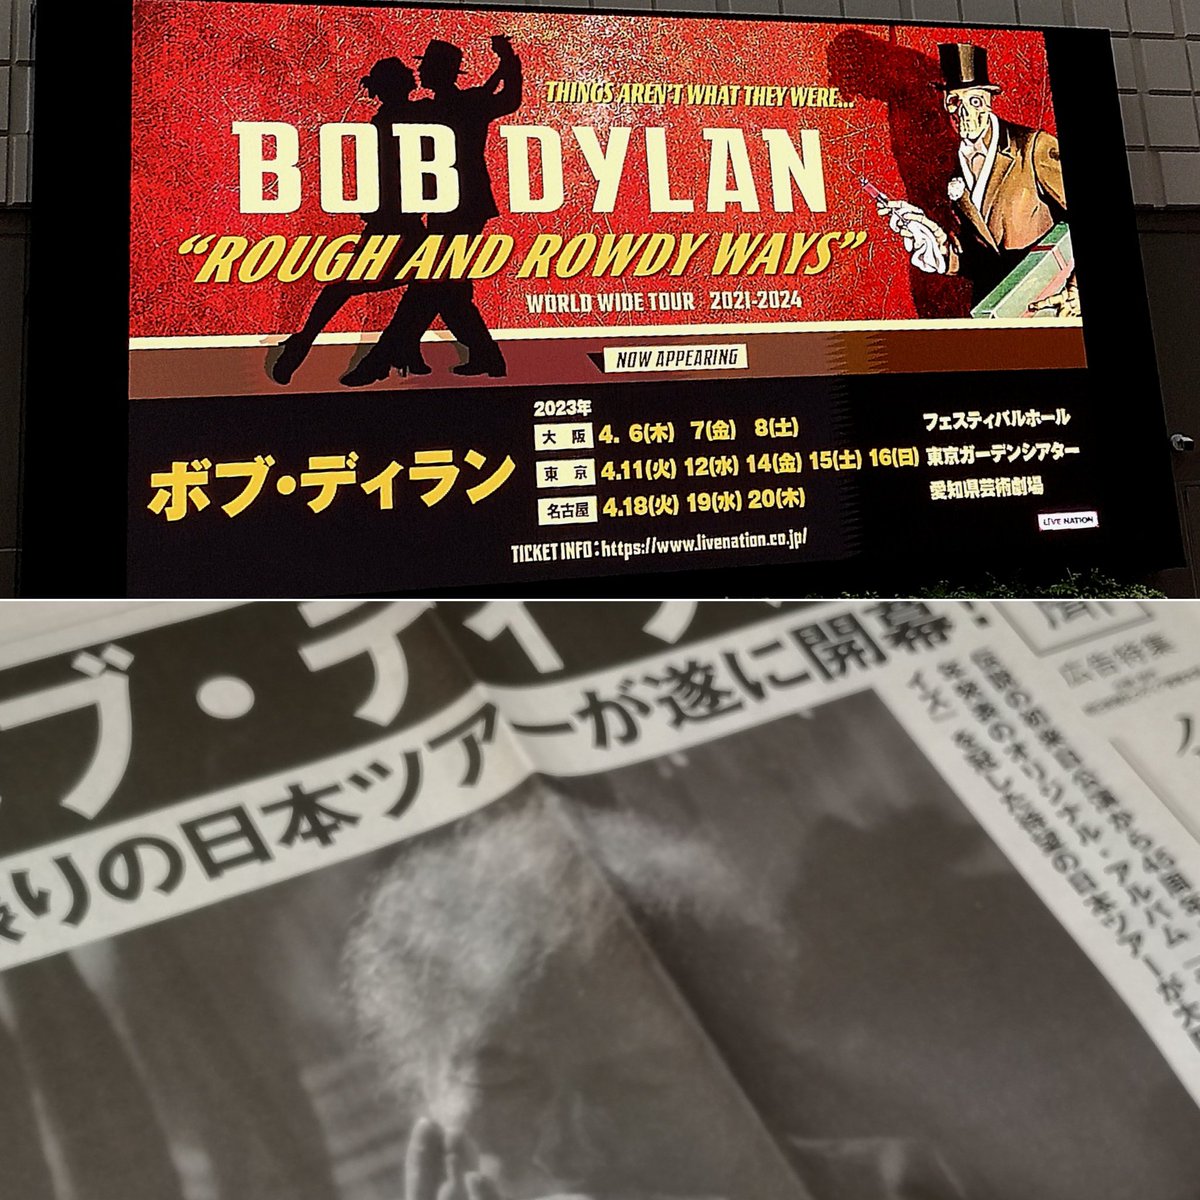 THINGS AREN'T WHAT THEY WERE...
BOB DYLAN
"ROUGH AND ROWDY WAYS"
WORLD WIDE TOUR 2021-2024
NOW APPEARING
ボブ・ディラン
2023年
大阪 4. 6(木) 7(金) 8(土) フェスティバルホール
東京 4.11(火) 12(水) 14(金) 15(土) 16(日) 東京ガーデンシアター
名古屋 4.18(火) 19(水) 20(木) 愛知県芸術劇場
LIVE NATION
TICKET INFO:https://www.livenation.co.jp/
ブ・ディ
りの日本ツアーが遂に開幕!
広告特集